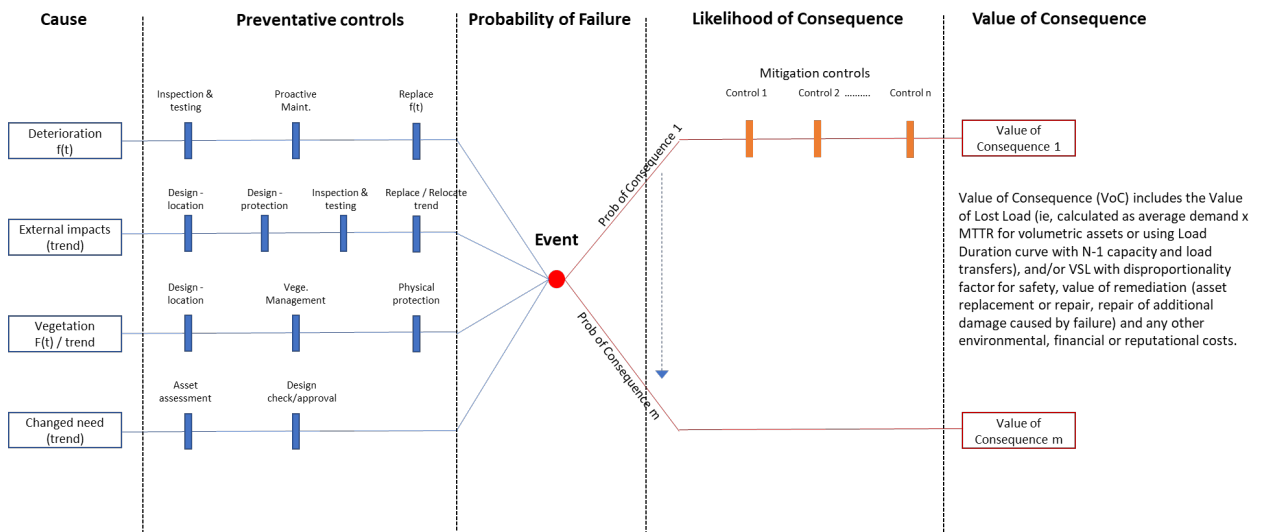 Cause
Preventative controls
Probability of Failure
Likelihood of Consequence
Value of Consequence
Mitigation controls
Control 1
Control 2 ..........
Control n
Inspection &
testing
Proactive
Maint.
Replace
f(t)
Deterioration
f(t)
Design -
location
Design -
protection
Inspection &
testing
Replace / Relocate
trend
External impacts
(trend)
Design -
location
Vege.
Management
Physical
protection
Vegetation
F(t) / trend
Asset
assessment
Design
check/approval
Changed need
(trend)
Event
Prob of Consequence 1
Prob of Consequence m
Value of
Consequence 1
Value of Consequence (VoC) includes the Value
of Lost Load (ie, calculated as average demand x
MTTR for volumetric assets or using Load
Duration curve with N-1 capacity and load
transfers), and/or VSL with disproportionality
factor for safety, value of remediation (asset
replacement or repair, repair of additional
damage caused by failure) and any other
environmental, financial or reputational costs.
Value of
Consequence m